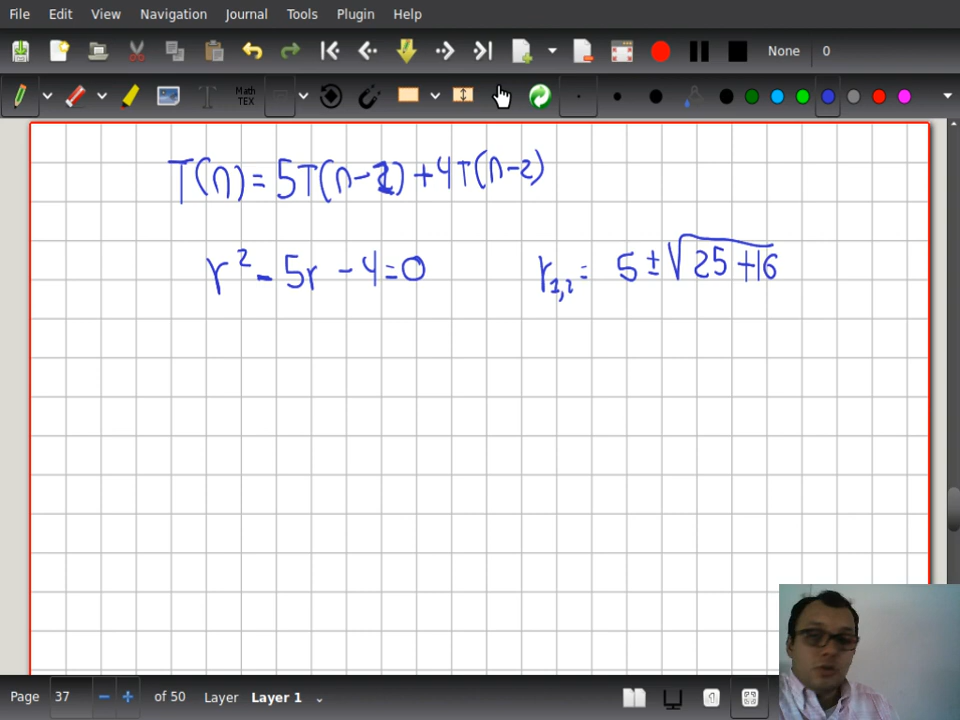 File Edit View Navigation Journal Tools Plugin Help
None 0
T Math TEX
T(n) = 5T(n-2) + 4T(n-2)
r² - 5r - 4 = 0
r1,2 = 5 ± √25 + 16
Page 37 of 50 Layer Layer 1